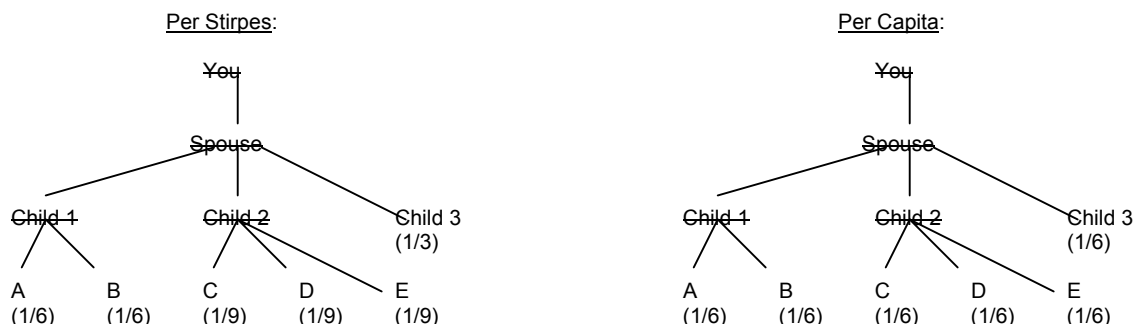 Per Stirpes:
You
Spouse
Child 1 Child 2 Child 3
(1/3)
A B C D E
(1/6) (1/6) (1/9) (1/9) (1/9)
Per Capita:
You
Spouse
Child 1 Child 2 Child 3
(1/6)
A B C D E
(1/6) (1/6) (1/6) (1/6) (1/6)